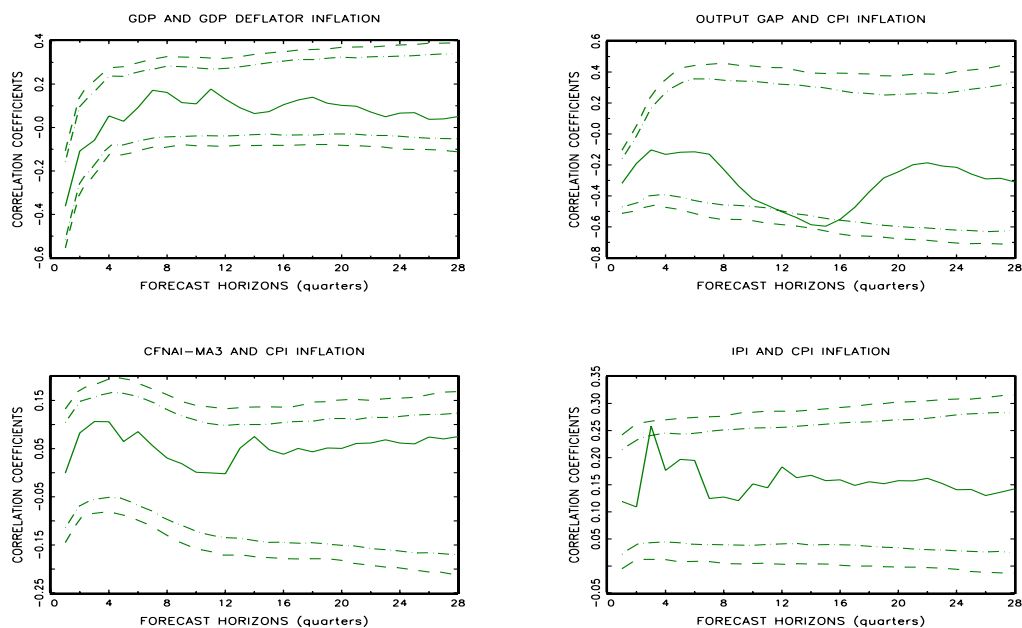 GDP AND GDP DEFLATOR INFLATION
CORRELATION COEFFICIENTS
0.4
0.2
-0.0
-0.2
-0.4
-0.6
0 4 8 12 16 20 24 28
FORECAST HORIZONS (quarters)
OUTPUT GAP AND CPI INFLATION
CORRELATION COEFFICIENTS
0.6
0.4
0.2
-0.0
-0.2
-0.4
-0.6
-0.8
0 4 8 12 16 20 24 28
FORECAST HORIZONS (quarters)
CFNAI-MA3 AND CPI INFLATION
CORRELATION COEFFICIENTS
0.15
0.05
-0.05
-0.15
-0.25
0 4 8 12 16 20 24 28
FORECAST HORIZONS (quarters)
IPI AND CPI INFLATION
CORRELATION COEFFICIENTS
0.35
0.30
0.25
0.20
0.15
0.10
0.05
-0.05
0 4 8 12 16 20 24 28
FORECAST HORIZONS (quarters)